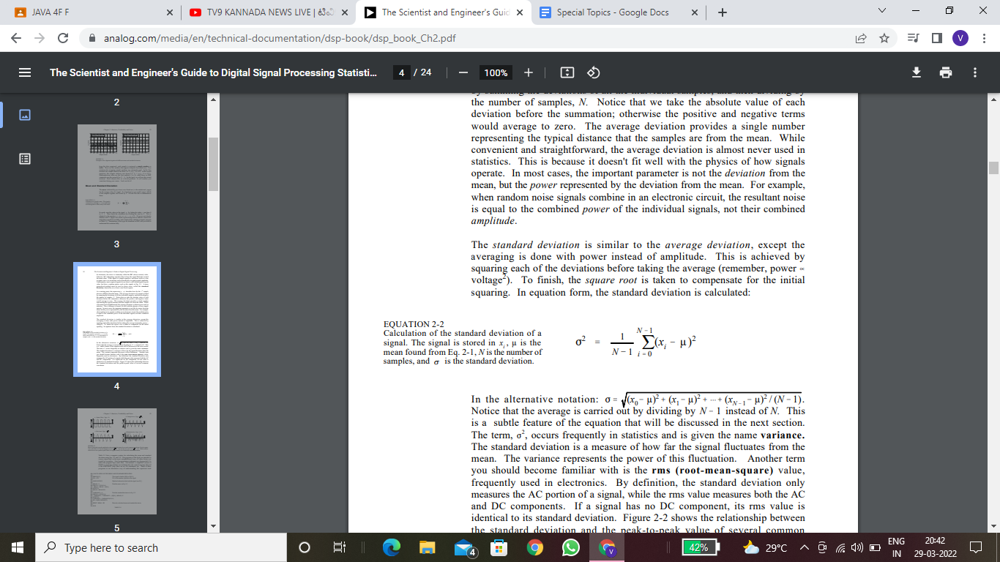 JAVA 4F F
TV9 KANNADA NEWS LIVE |
The Scientist and Engineer's Guid
Special Topics - Google Docs
analog.com/media/en/technical-documentation/dsp-book/dsp_book_Ch2.pdf
V
The Scientist and Engineer's Guide to Digital Signal Processing Statisti...
4 / 24
100%
2
3
4
5
the number of samples, N. Notice that we take the absolute value of each
deviation before the summation; otherwise the positive and negative terms
would average to zero. The average deviation provides a single number
representing the typical distance that the samples are from the mean. While
convenient and straightforward, the average deviation is almost never used in
statistics. This is because it doesn't fit well with the physics of how signals
operate. In most cases, the important parameter is not the deviation from the
mean, but the power represented by the deviation from the mean. For example,
when random noise signals combine in an electronic circuit, the resultant noise
is equal to the combined power of the individual signals, not their combined
amplitude.
The standard deviation is similar to the average deviation, except the
averaging is done with power instead of amplitude. This is achieved by
squaring each of the deviations before taking the average (remember, power ∝
voltage²). To finish, the square root is taken to compensate for the initial
squaring. In equation form, the standard deviation is calculated:
EQUATION 2-2
Calculation of the standard deviation of a
signal. The signal is stored in xᵢ, μ is the
mean found from Eq. 2-1, N is the number of
samples, and σ is the standard deviation.
σ² = 1/(N − 1) ∑_{i = 0}^{N − 1} (xᵢ − μ)²
In the alternative notation: σ = √((x₀ − μ)² + (x₁ − μ)² + ··· + (x_{N−1} − μ)² / (N − 1)).
Notice that the average is carried out by dividing by N − 1 instead of N. This
is a subtle feature of the equation that will be discussed in the next section.
The term, σ², occurs frequently in statistics and is given the name variance.
The standard deviation is a measure of how far the signal fluctuates from the
mean. The variance represents the power of this fluctuation. Another term
you should become familiar with is the rms (root-mean-square) value,
frequently used in electronics. By definition, the standard deviation only
measures the AC portion of a signal, while the rms value measures both the AC
and DC components. If a signal has no DC component, its rms value is
identical to its standard deviation. Figure 2-2 shows the relationship between
the standard deviation and the peak-to-peak value of several common
Type here to search
4
V
42%
29°C
ENG
IN
20:42
29-03-2022